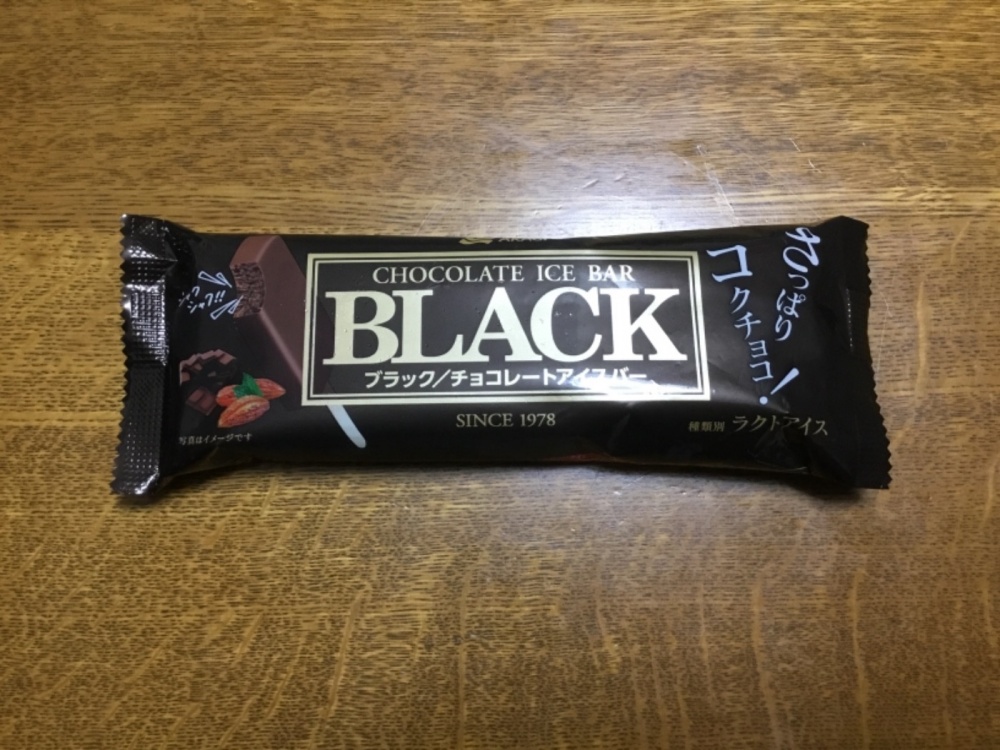 CHOCOLATE ICE BAR
BLACK
ブラック/チョコレートアイスバー
SINCE 1978
さっぱり
コクチョコ!
種類別 ラクトアイス
写真はイメージです